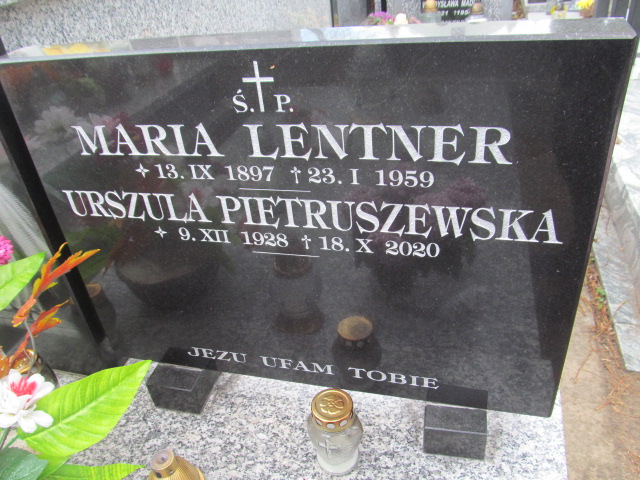 Ś. P.
MARIA LENTNER
✦ 13. IX 1897 † 23. I 1959
URSZULA PIETRUSZEWSKA
✦ 9. XII 1928 † 18. X 2020
JEZU UFAM TOBIE